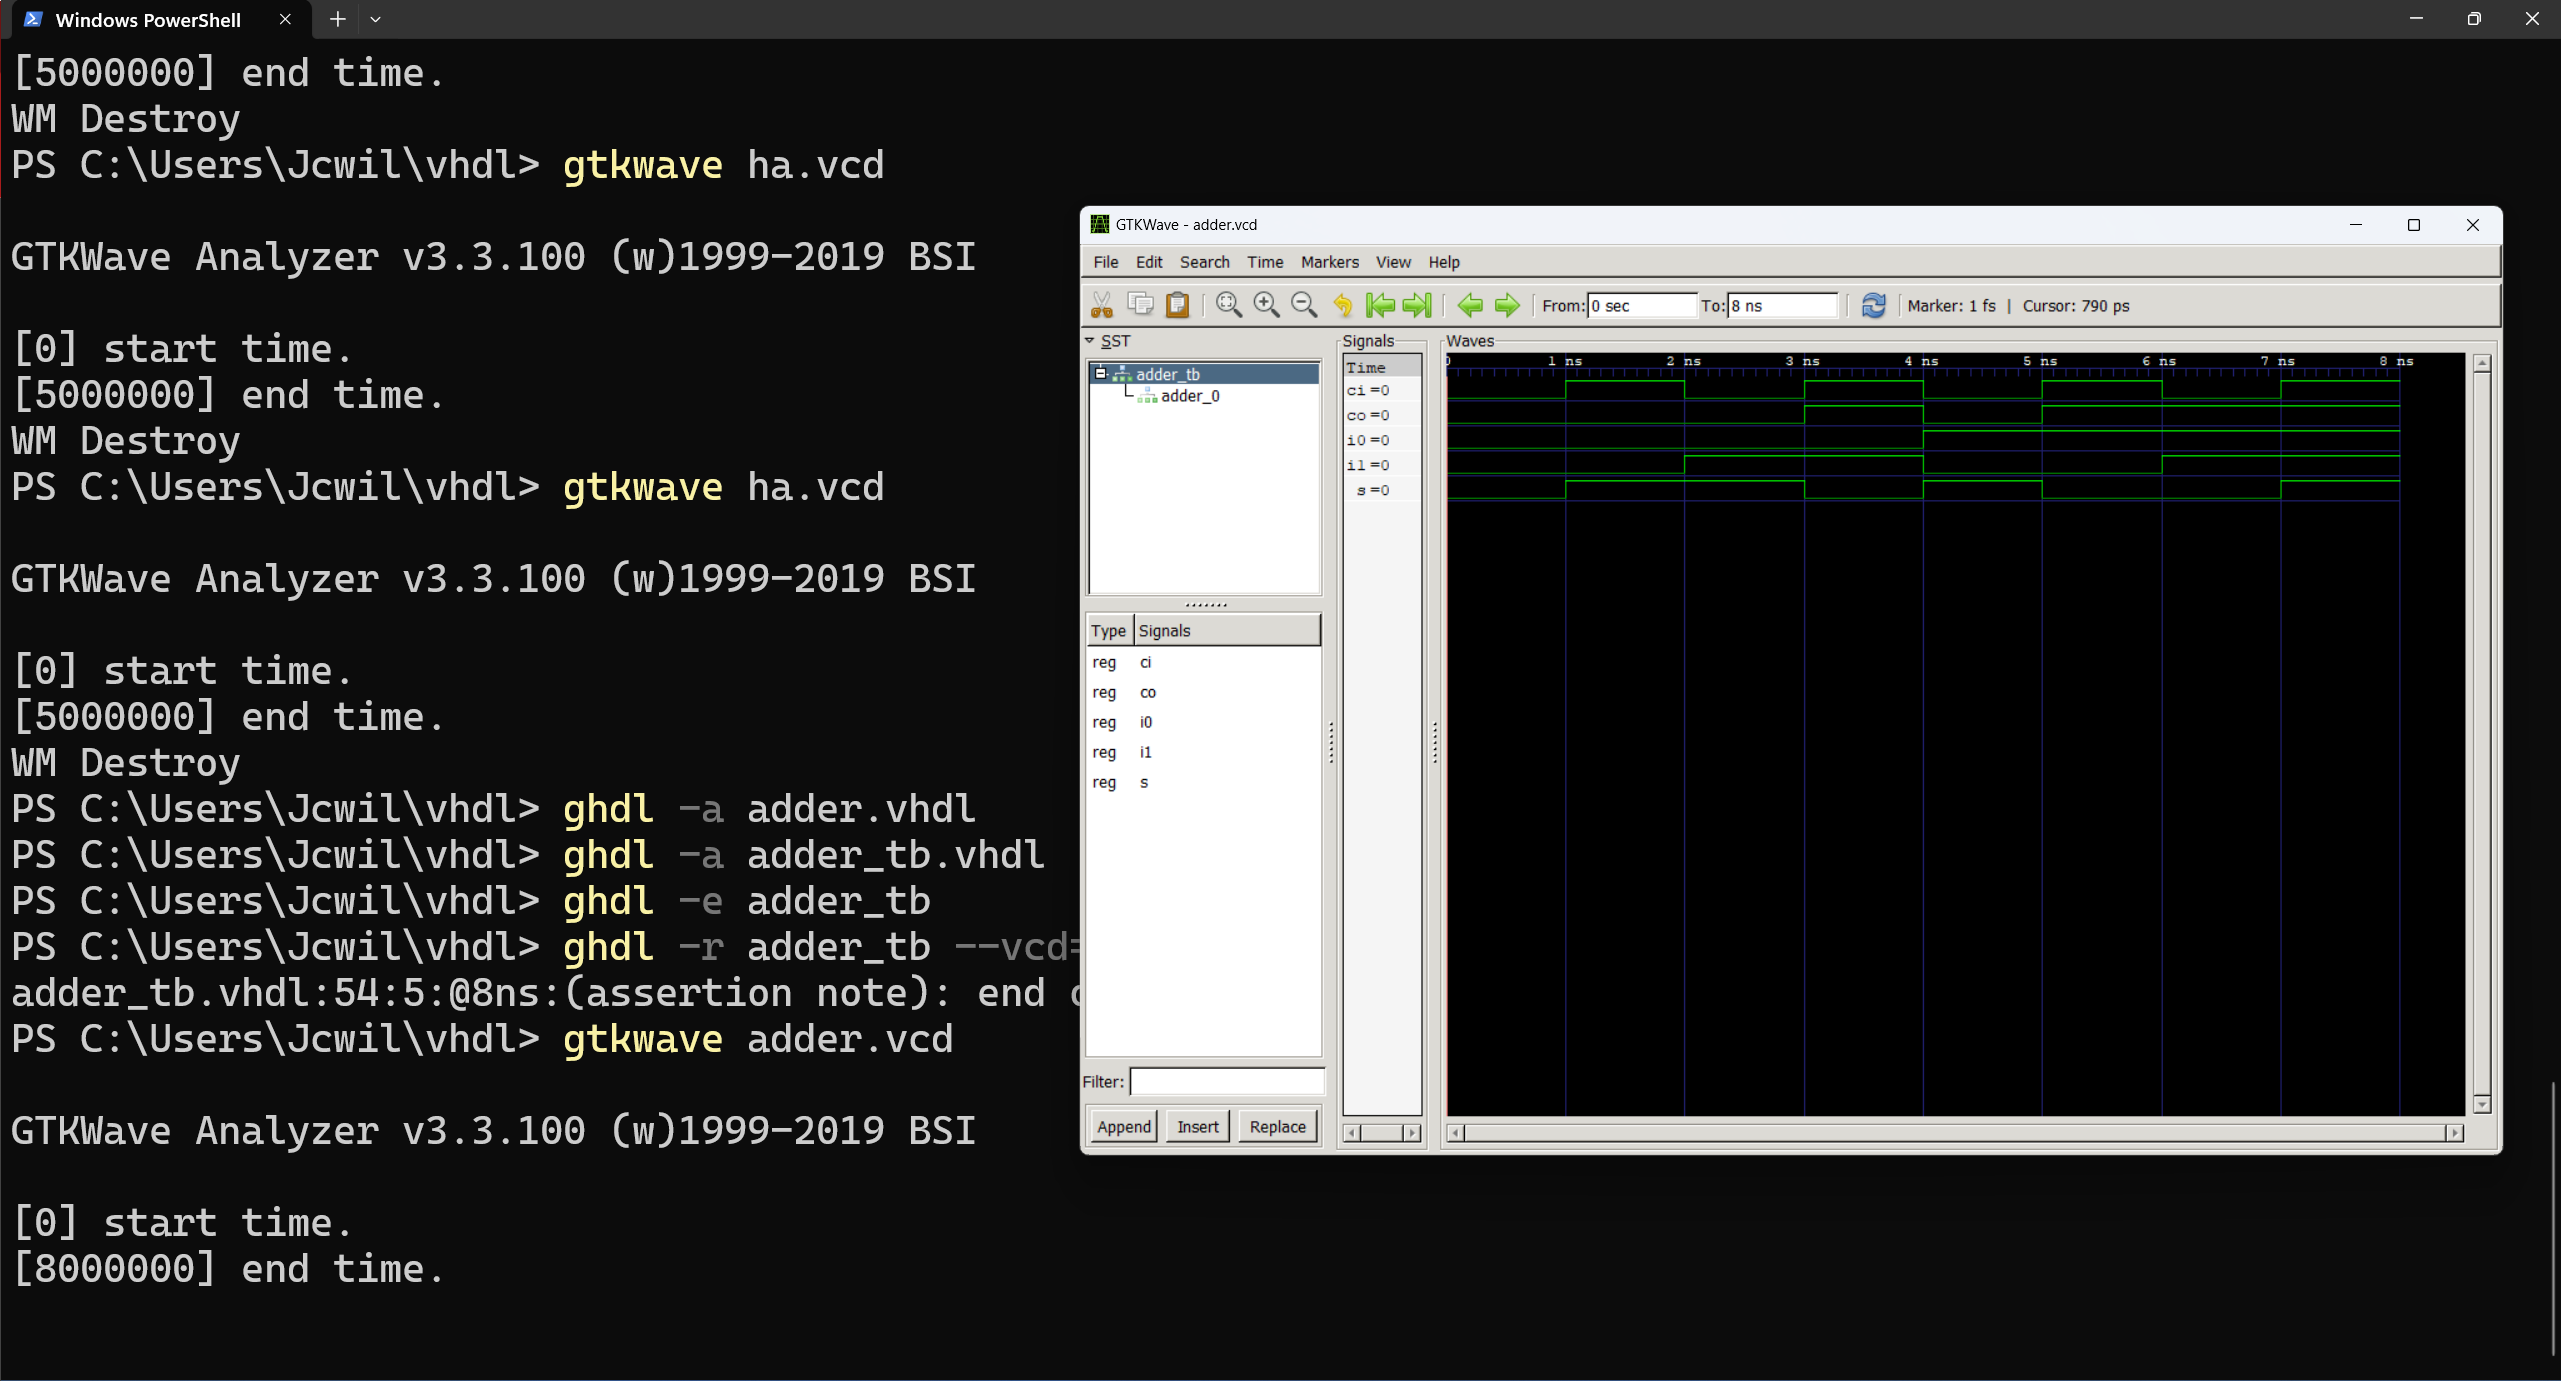 Windows PowerShell
[5000000] end time.
WM Destroy
PS C:\Users\Jcwil\vhdl> gtkwave ha.vcd
GTKWave Analyzer v3.3.100 (w)1999-2019 BSI
[0] start time.
[5000000] end time.
WM Destroy
PS C:\Users\Jcwil\vhdl> gtkwave ha.vcd
GTKWave Analyzer v3.3.100 (w)1999-2019 BSI
[0] start time.
[5000000] end time.
WM Destroy
PS C:\Users\Jcwil\vhdl> ghdl -a adder.vhdl
PS C:\Users\Jcwil\vhdl> ghdl -a adder_tb.vhdl
PS C:\Users\Jcwil\vhdl> ghdl -e adder_tb
PS C:\Users\Jcwil\vhdl> ghdl -r adder_tb --vcd=
adder_tb.vhdl:54:5:@8ns:(assertion note): end
PS C:\Users\Jcwil\vhdl> gtkwave adder.vcd
GTKWave Analyzer v3.3.100 (w)1999-2019 BSI
[0] start time.
[8000000] end time.
GTKWave - adder.vcd
File Edit Search Time Markers View Help
From: 0 sec To: 8 ns Marker: 1 fs | Cursor: 790 ps
SST
adder_tb
adder_0
Type Signals
reg ci
reg co
reg i0
reg i1
reg s
Filter:
Append Insert Replace
Signals
Time
ci=0
co=0
i0=0
i1=0
s=0
Waves
0 1 ns 2 ns 3 ns 4 ns 5 ns 6 ns 7 ns 8 ns